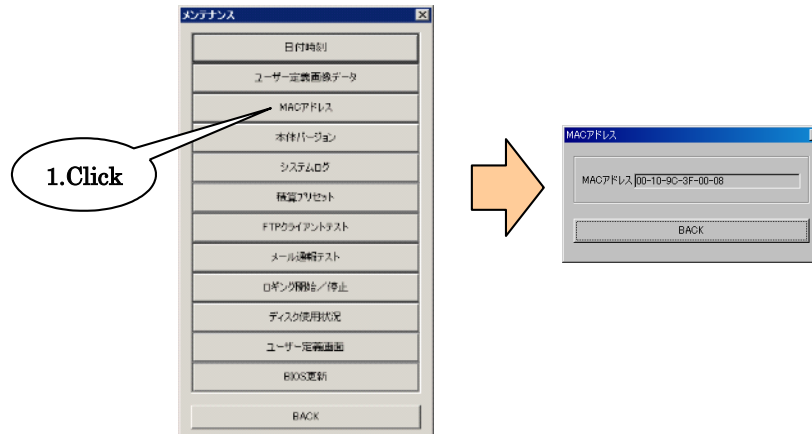 メンテナンス
日付時刻
ユーザー定義画像データ
MACアドレス
本体バージョン
システムログ
積算プリセット
FTPクライアントテスト
メール通報テスト
ロギング開始／停止
ディスク使用状況
ユーザー定義画面
BIOS更新
BACK
1.Click
MACアドレス
MACアドレス 00-10-9C-3F-00-08
BACK